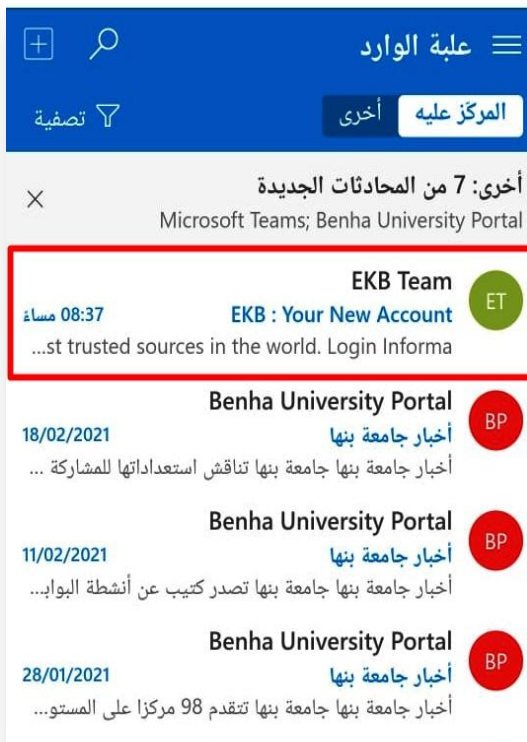 علبة الوارد
المركّز عليه أخرى تصفية
أخرى: 7 من المحادثات الجديدة
Microsoft Teams; Benha University Portal
ET
EKB Team
EKB : Your New Account 08:37 مساءً
...st trusted sources in the world. Login Informa
BP
Benha University Portal
أخبار جامعة بنها 18/02/2021
أخبار جامعة بنها جامعة بنها تناقش استعداداتها للمشاركة ...
BP
Benha University Portal
أخبار جامعة بنها 11/02/2021
أخبار جامعة بنها جامعة بنها تصدر كتيب عن أنشطة البواب...
BP
Benha University Portal
أخبار جامعة بنها 28/01/2021
أخبار جامعة بنها جامعة بنها تتقدم 98 مركزا على المستو...